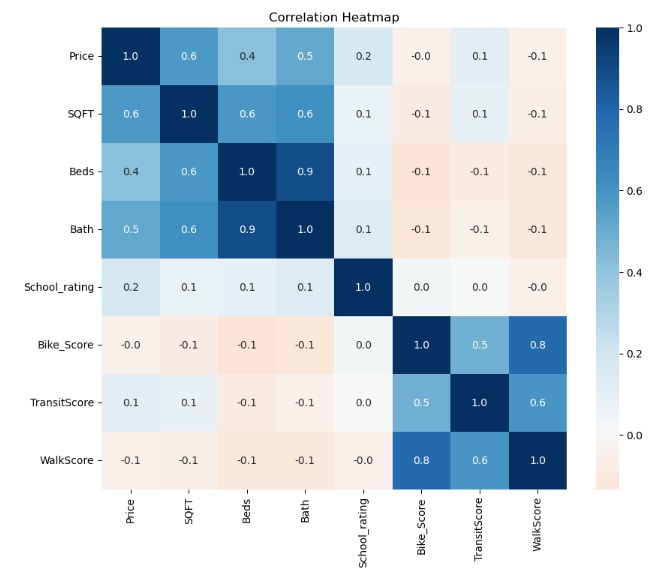 Correlation Heatmap
Price 1.0 0.6 0.4 0.5 0.2 -0.0 0.1 -0.1
SQFT 0.6 1.0 0.6 0.6 0.1 -0.1 0.1 -0.1
Beds 0.4 0.6 1.0 0.9 0.1 -0.1 -0.1 -0.1
Bath 0.5 0.6 0.9 1.0 0.1 -0.1 -0.1 -0.1
School_rating 0.2 0.1 0.1 0.1 1.0 0.0 0.0 -0.0
Bike_Score -0.0 -0.1 -0.1 -0.1 0.0 1.0 0.5 0.8
TransitScore 0.1 0.1 -0.1 -0.1 0.0 0.5 1.0 0.6
WalkScore -0.1 -0.1 -0.1 -0.1 -0.0 0.8 0.6 1.0
Price SQFT Beds Bath School_rating Bike_Score TransitScore WalkScore
1.0
0.8
0.6
0.4
0.2
0.0